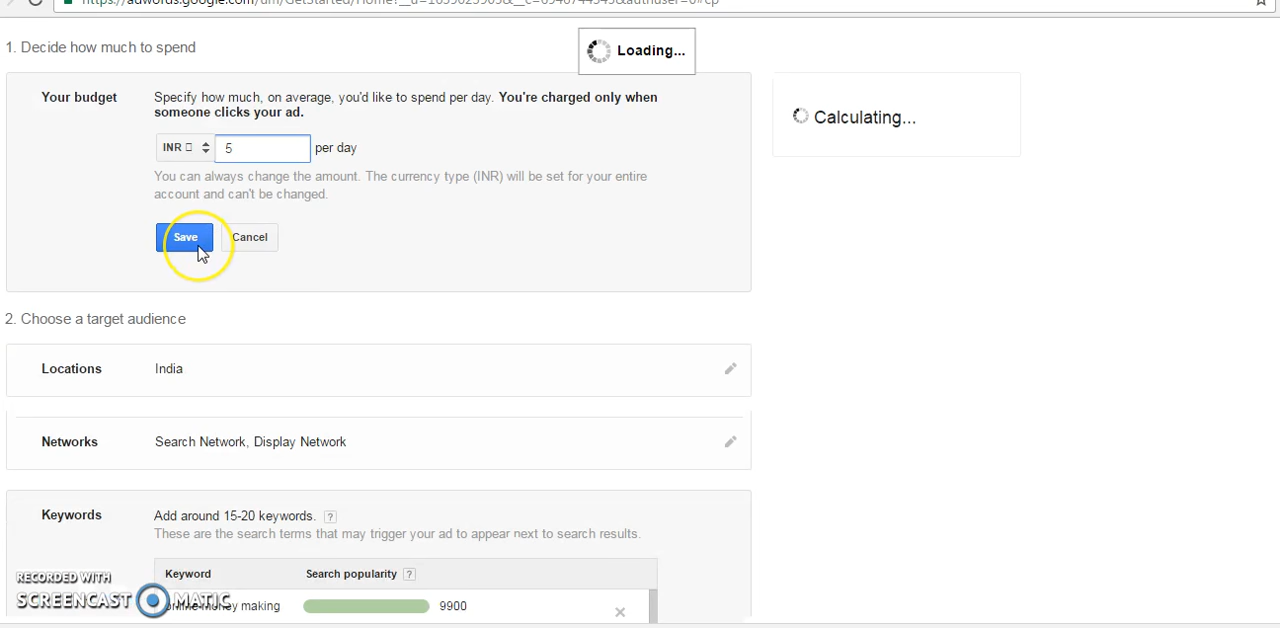 1. Decide how much to spend
Loading...
Your budget
Specify how much, on average, you'd like to spend per day. You're charged only when
someone clicks your ad.
Calculating...
INR
5
per day
You can always change the amount. The currency type (INR) will be set for your entire
account and can't be changed.
Save
Cancel
2. Choose a target audience
Locations
India
Networks
Search Network, Display Network
Keywords
Add around 15-20 keywords. ?
These are the search terms that may trigger your ad to appear next to search results.
Keyword
Search popularity ?
online money making
9900
RECORDED WITH
SCREENCAST MATIC